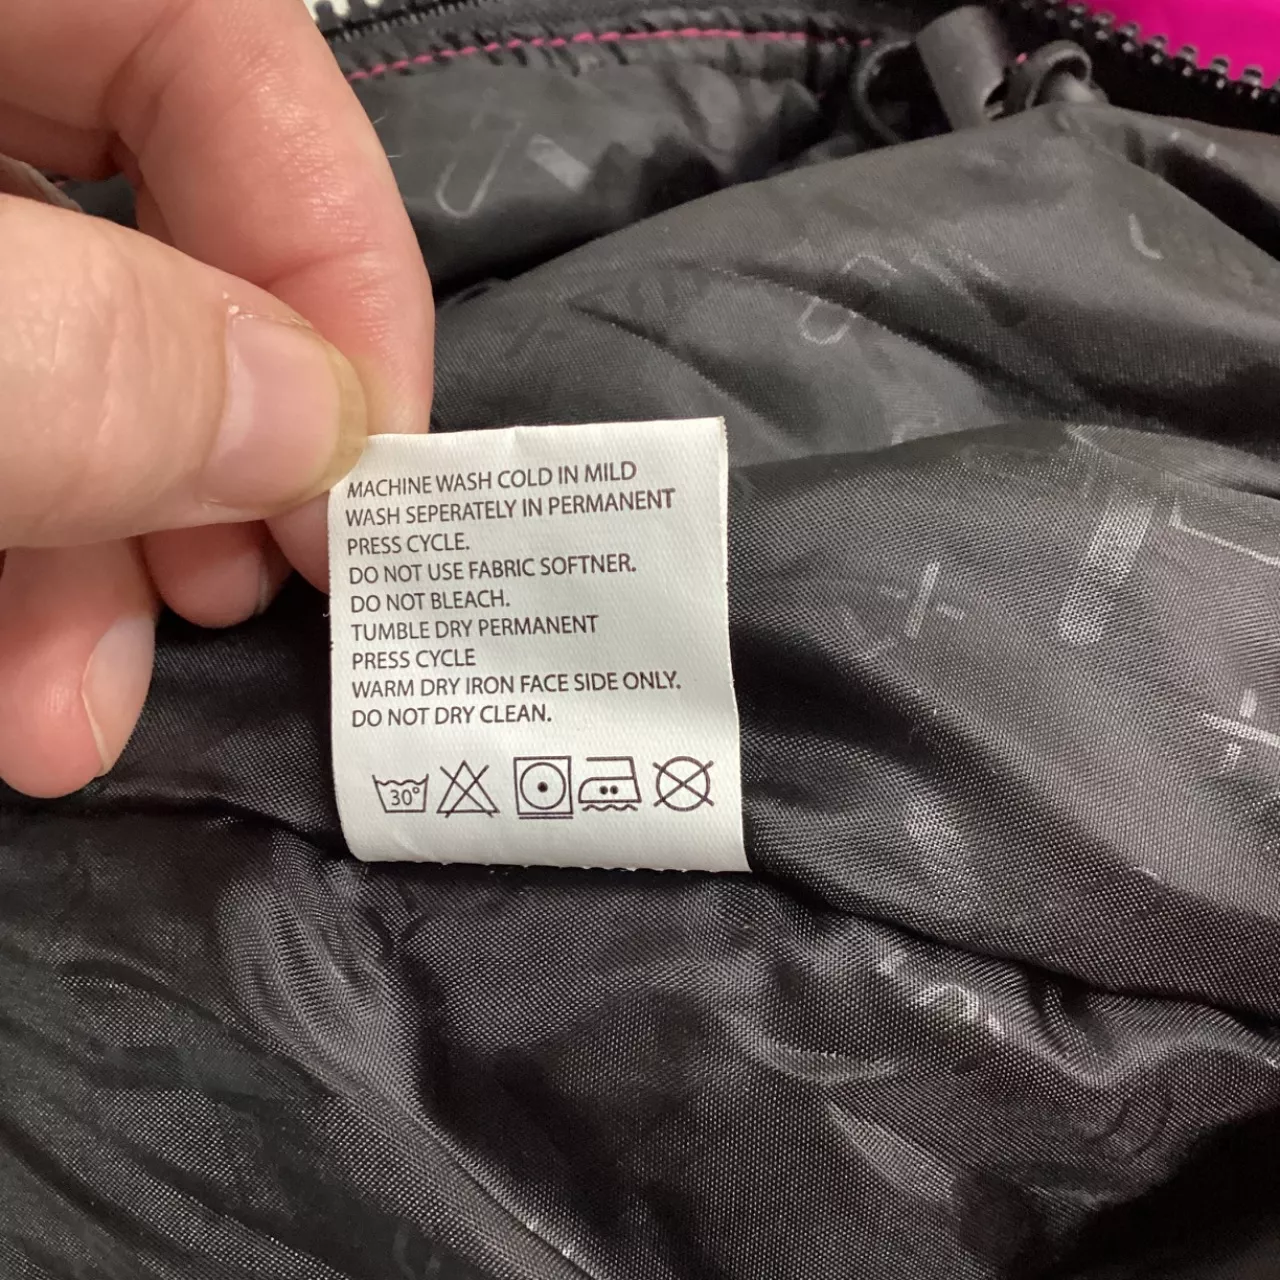 MACHINE WASH COLD IN MILD
WASH SEPERATELY IN PERMANENT
PRESS CYCLE.
DO NOT USE FABRIC SOFTNER.
DO NOT BLEACH.
TUMBLE DRY PERMANENT
PRESS CYCLE
WARM DRY IRON FACE SIDE ONLY.
DO NOT DRY CLEAN.
30°